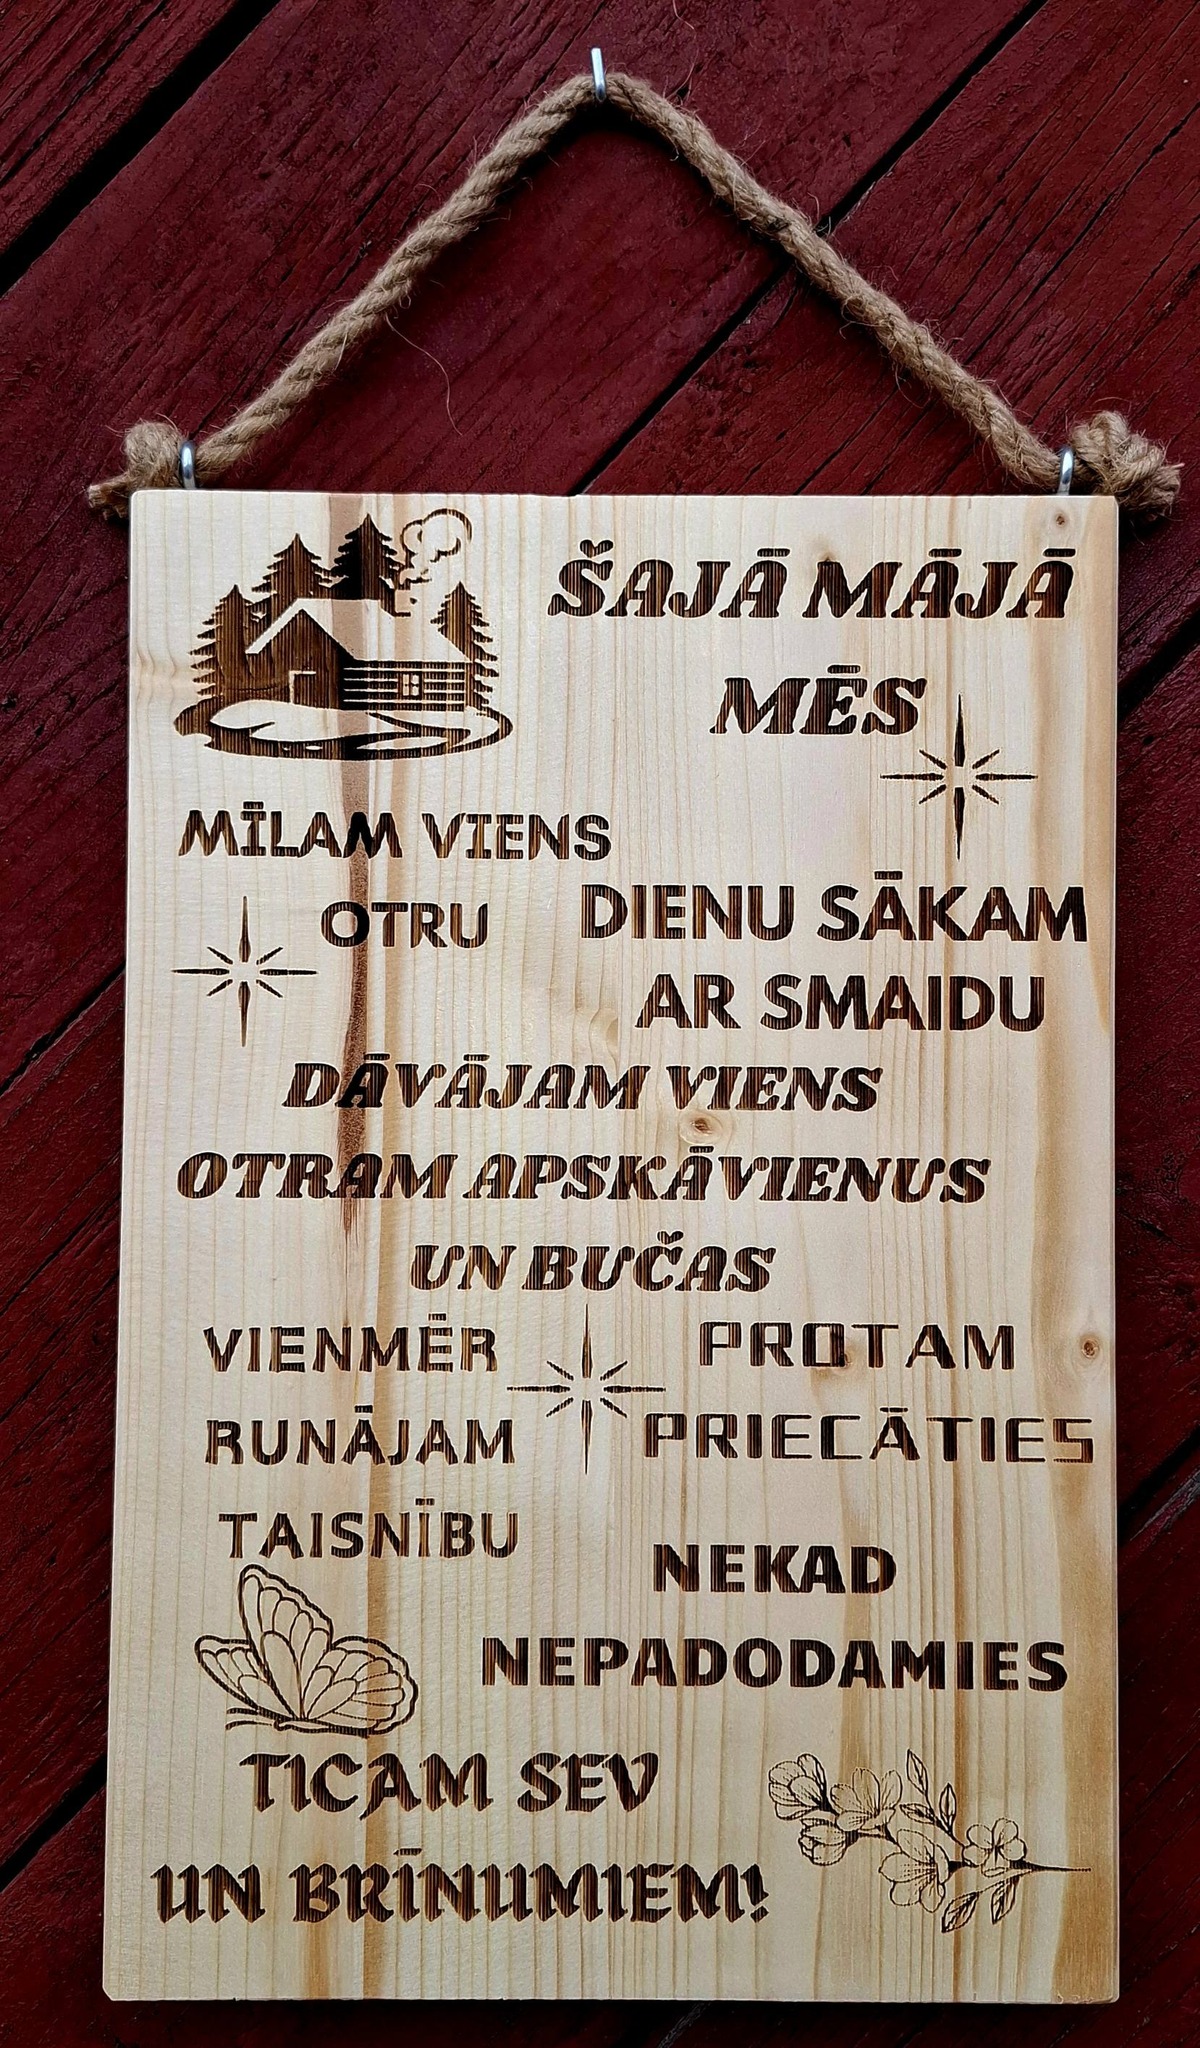 ŠAJĀ MĀJĀ
MĒS
MĪLAM VIENS
OTRU
DIENU SĀKAM
AR SMAIDU
DĀVĀJAM VIENS
OTRAM APSKĀVIENUS
UN BUČAS
VIENMĒR
RUNĀJAM
TAISNĪBU
PROTAM
PRIECĀTIES
NEKAD
NEPADODAMIES
TICAM SEV
UN BRĪNUMIEM!